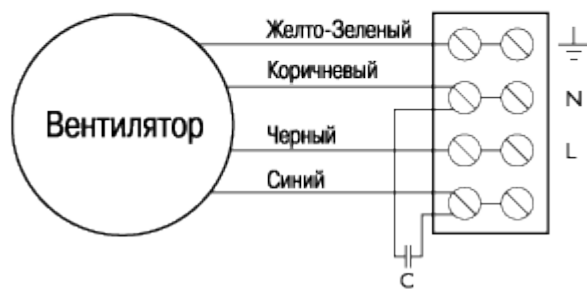 Желто-Зеленый
Коричневый
N
Вентилятор
Черный
L
Синий
C